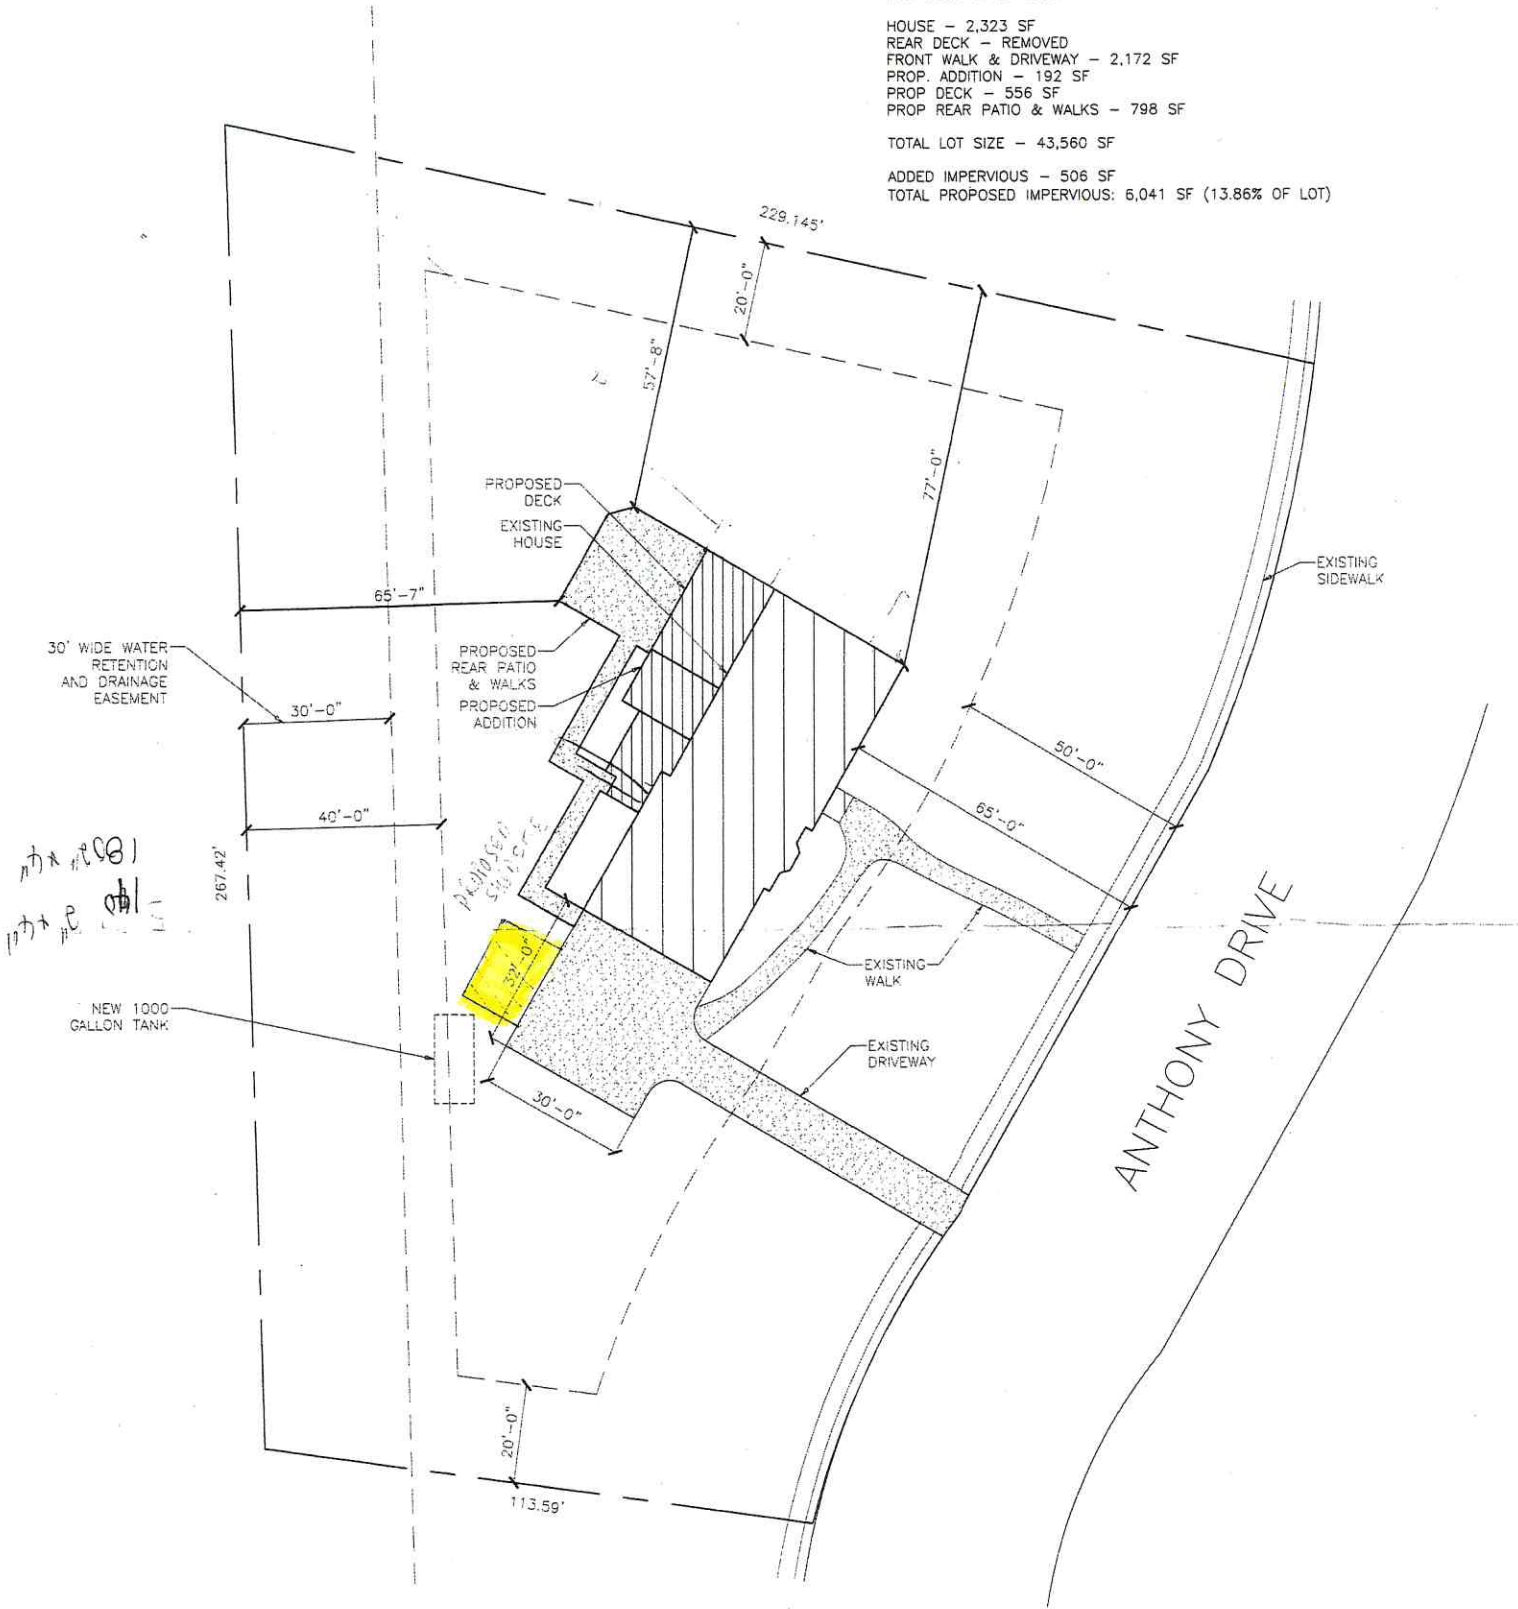 HOUSE – 2,323 SF
REAR DECK – REMOVED
FRONT WALK & DRIVEWAY – 2,172 SF
PROP. ADDITION – 192 SF
PROP DECK – 556 SF
PROP REAR PATIO & WALKS – 798 SF
TOTAL LOT SIZE – 43,560 SF
ADDED IMPERVIOUS – 506 SF
TOTAL PROPOSED IMPERVIOUS: 6,041 SF (13.86% OF LOT)
229.145'
20'-0"
57'-8"
77'-0"
PROPOSED
DECK
EXISTING
HOUSE
EXISTING
SIDEWALK
65'-7"
30' WIDE WATER
RETENTION
AND DRAINAGE
EASEMENT
PROPOSED
REAR PATIO
& WALKS
PROPOSED
ADDITION
30'-0"
50'-0"
65'-0"
40'-0"
267.42'
PROPOSED
32'-0"
EXISTING
WALK
NEW 1000
GALLON TANK
EXISTING
DRIVEWAY
30'-0"
ANTHONY DRIVE
20'-0"
113.59'